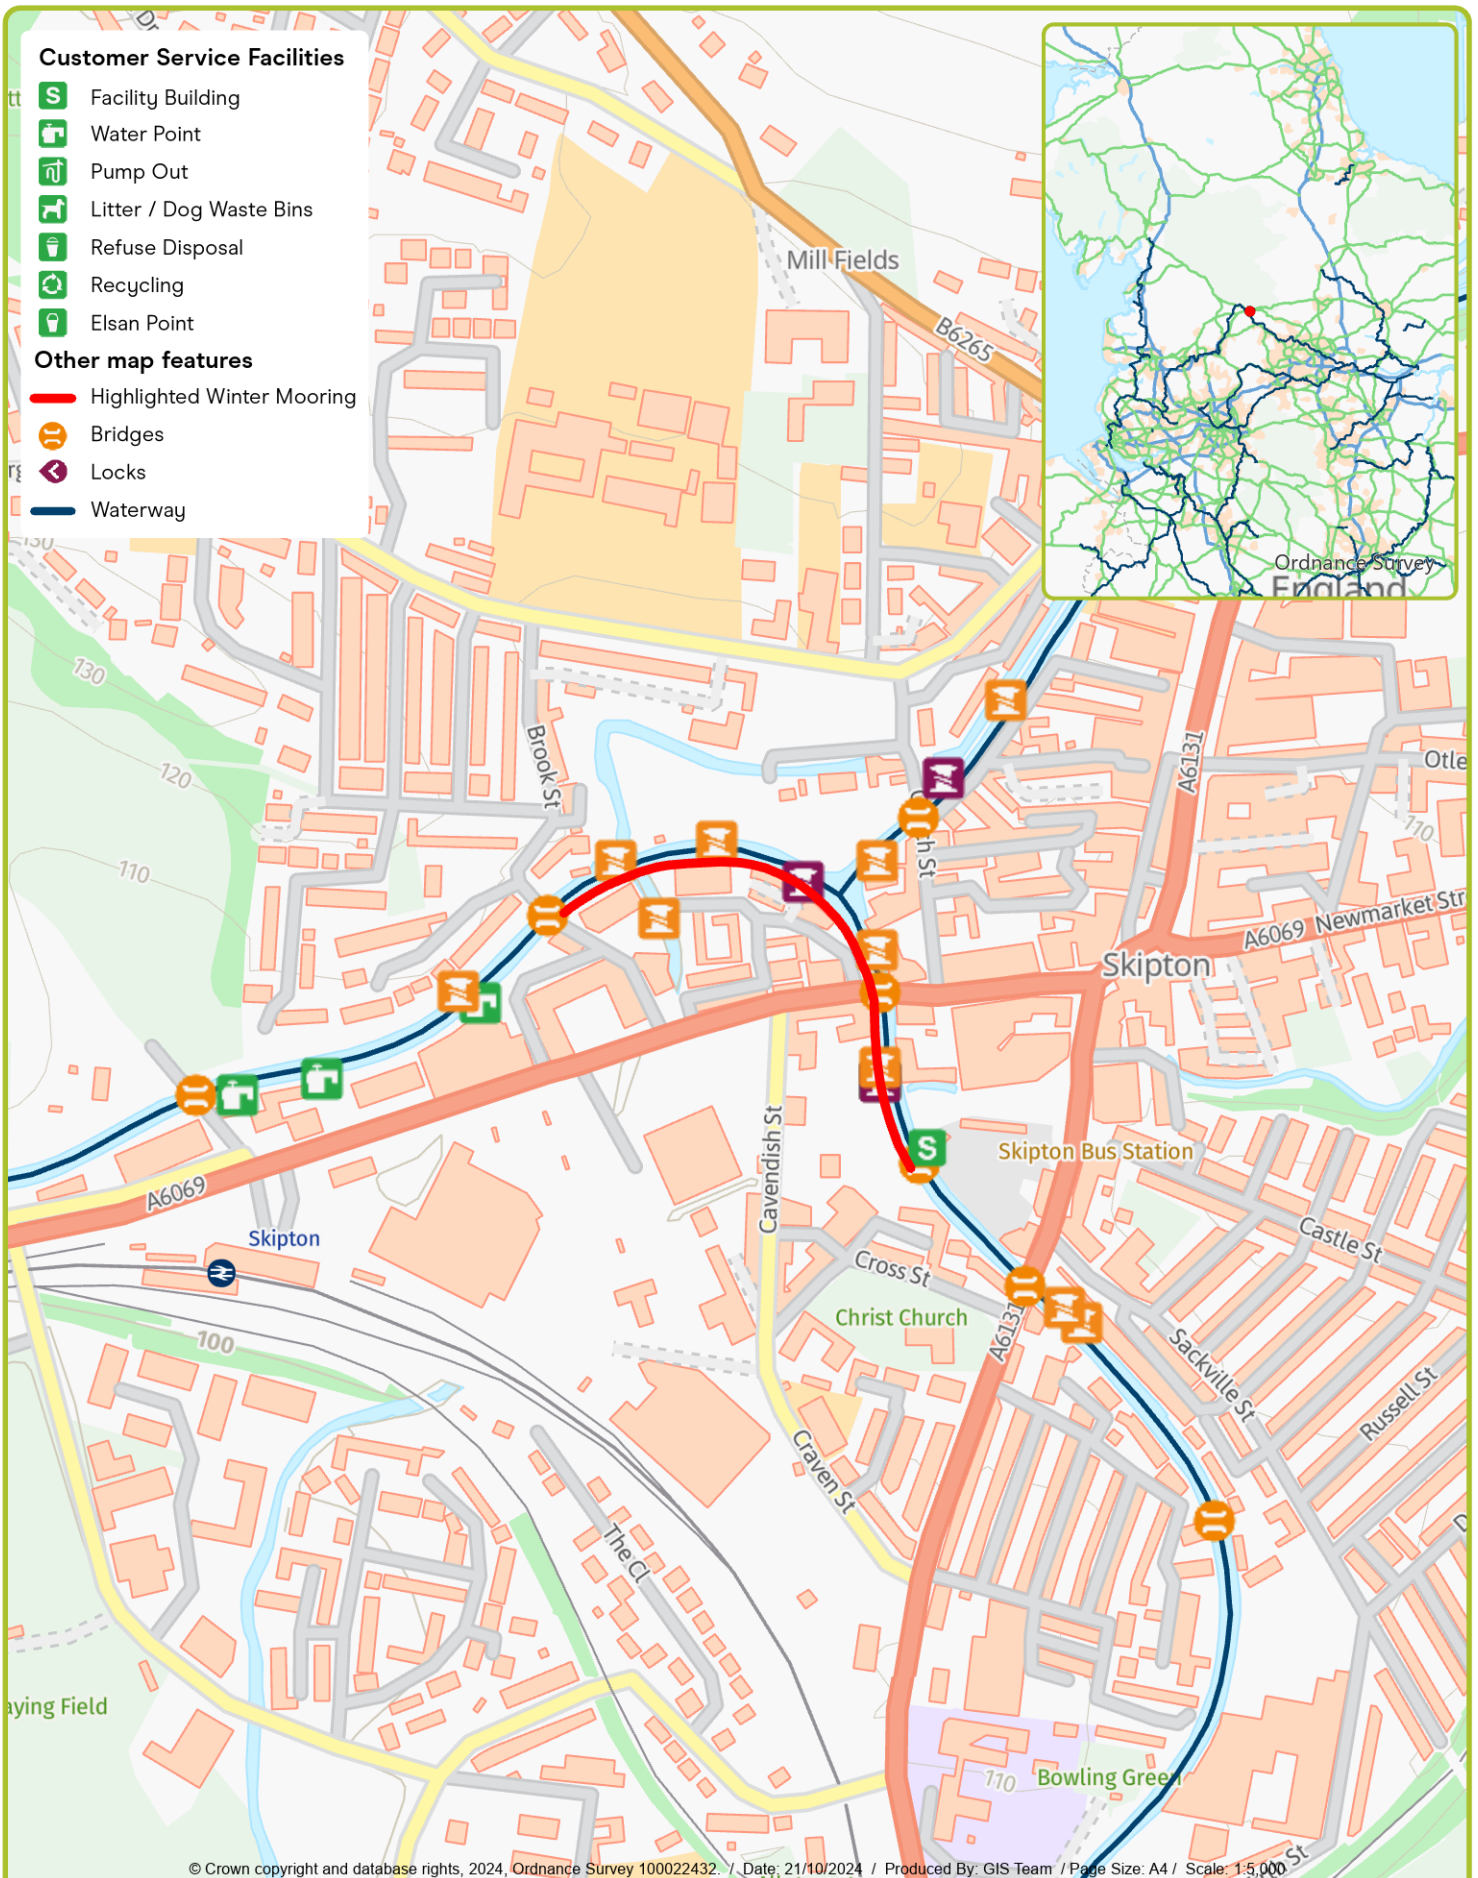 Customer Service Facilities
S Facility Building
Water Point
Pump Out
Litter / Dog Waste Bins
Refuse Disposal
Recycling
Elsan Point
Other map features
Highlighted Winter Mooring
Bridges
Locks
Waterway
Mill Fields
B6265
Ordnance Survey
England
130
130
120
110
Brook St
A6131
Otle
110
A6069 Newmarket Str
Skipton
S
Skipton Bus Station
Cavendish St
A6069
Skipton
Castle St
Cross St
Christ Church
A6131
100
Sackville St
Russell St
Craven St
The Cl
aying Field
110
Bowling Green
© Crown copyright and database rights, 2024, Ordnance Survey 100022432. / Date: 21/10/2024 / Produced By: GIS Team / Page Size: A4 / Scale: 1:5,000